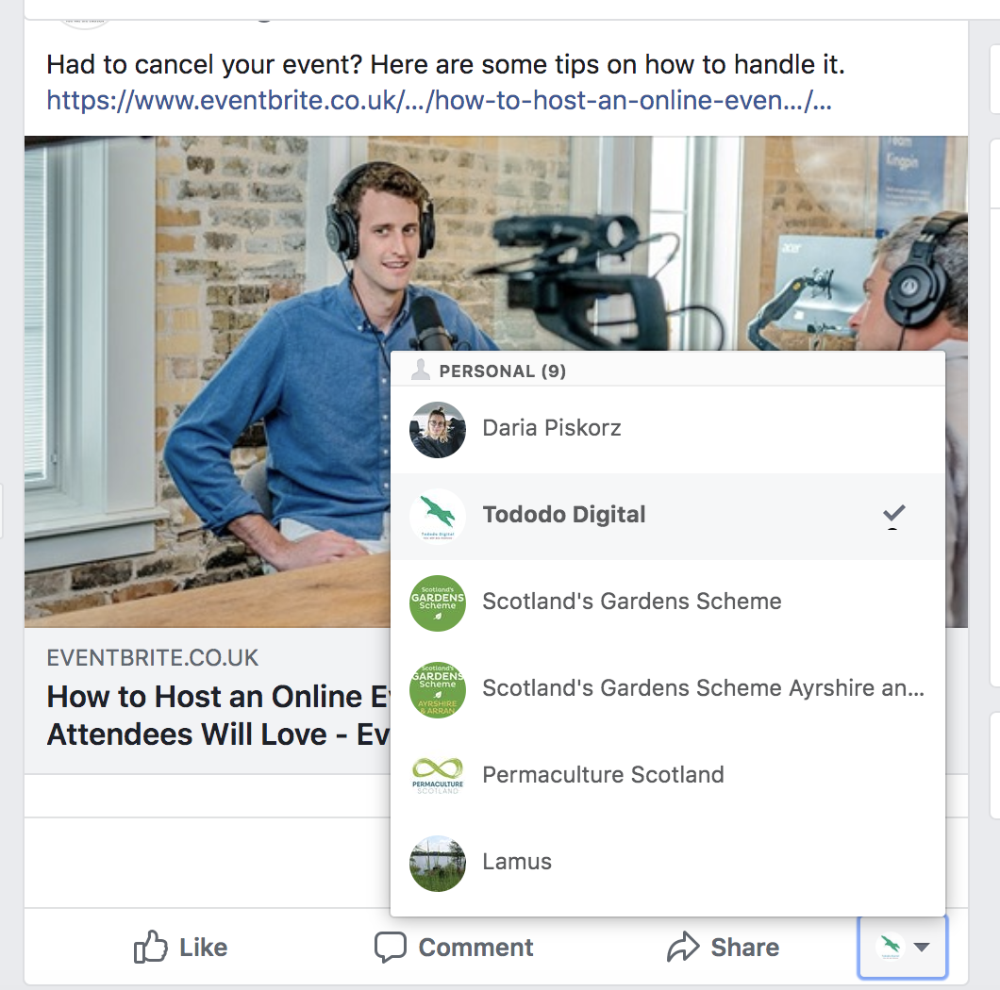 Had to cancel your event? Here are some tips on how to handle it.
https://www.eventbrite.co.uk/.../how-to-host-an-online-even.../...
Team
Kingpin
acer
PERSONAL (9)
Daria Piskorz
Tododo Digital
Tododo Digital
Scotland's
GARDENS
Scheme
Scotland's Gardens Scheme
Scotland's
GARDENS
Scheme
AYRSHIRE
& ARRAN
Scotland's Gardens Scheme Ayrshire an...
PERMACULTURE
SCOTLAND
Permaculture Scotland
Lamus
EVENTBRITE.CO.UK
How to Host an Online Ev
Attendees Will Love - Ev
Like
Comment
Share